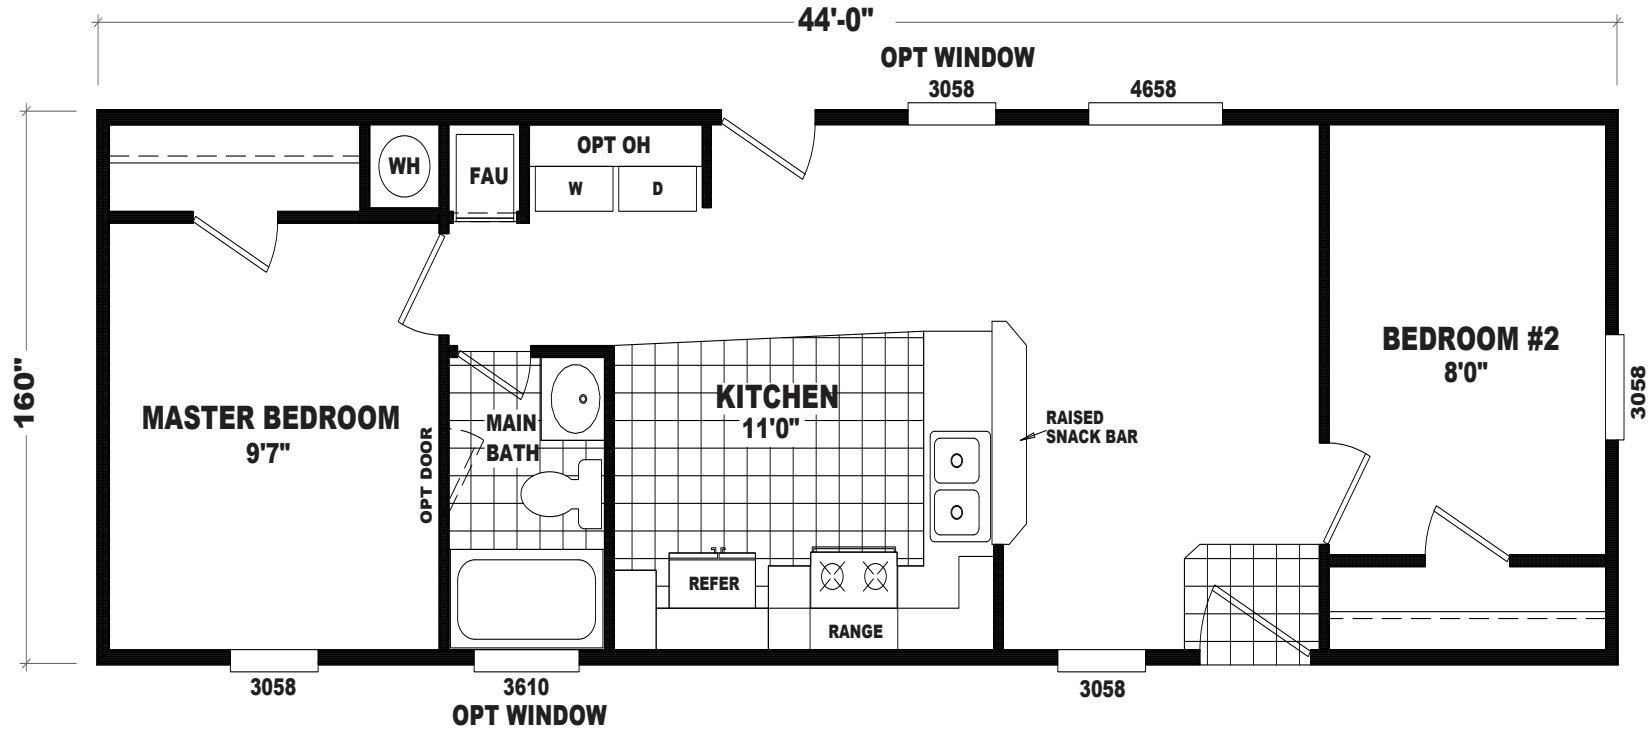 44'-0"
OPT WINDOW
3058
4658
OPT OH
WH
FAU
W
D
160"
BEDROOM #2
8'0"
3058
KITCHEN
11'0"
MASTER BEDROOM
9'7"
MAIN
BATH
OPT DOOR
RAISED
SNACK BAR
REFER
RANGE
3058
3610
OPT WINDOW
3058